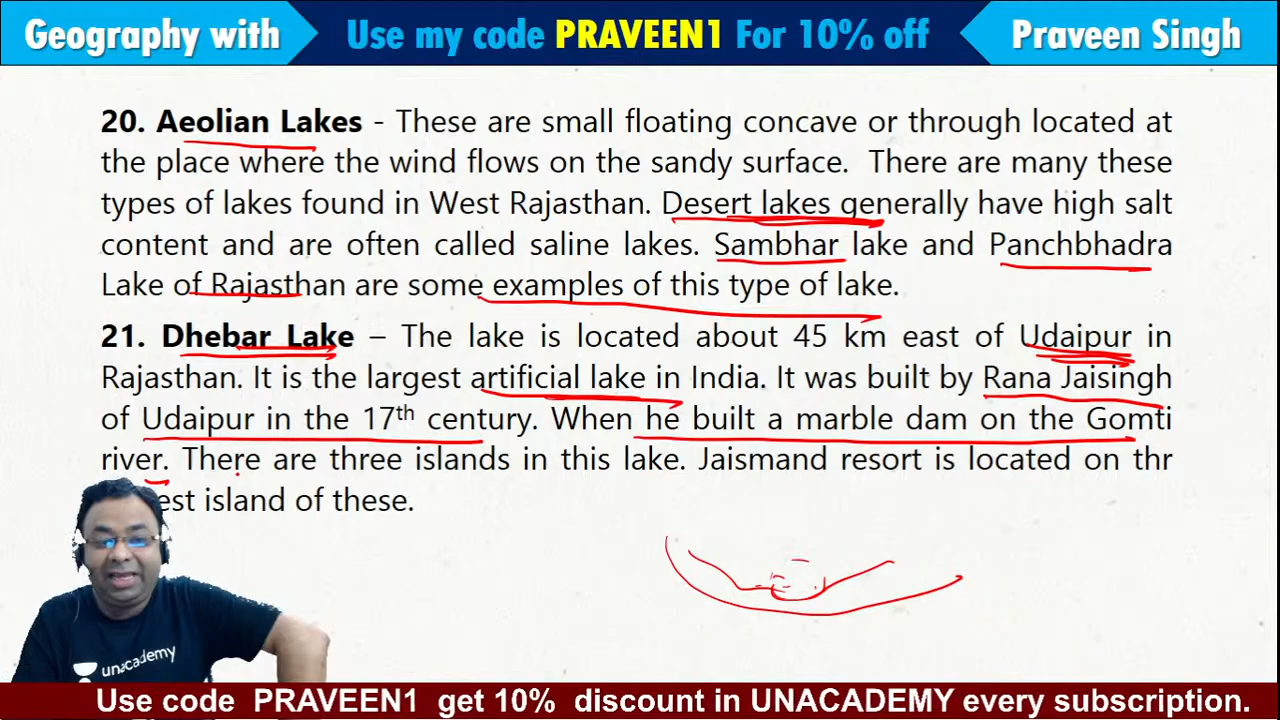 Geography with
Use my code PRAVEEN1 For 10% off
Praveen Singh
20. Aeolian Lakes - These are small floating concave or through located at
the place where the wind flows on the sandy surface. There are many these
types of lakes found in West Rajasthan. Desert lakes generally have high salt
content and are often called saline lakes. Sambhar lake and Panchbhadra
Lake of Rajasthan are some examples of this type of lake.
21. Dhebar Lake – The lake is located about 45 km east of Udaipur in
Rajasthan. It is the largest artificial lake in India. It was built by Rana Jaisingh
of Udaipur in the 17th century. When he built a marble dam on the Gomti
river. There are three islands in this lake. Jaismand resort is located on thr
est island of these.
unacademy
Use code PRAVEEN1 get 10% discount in UNACADEMY every subscription.